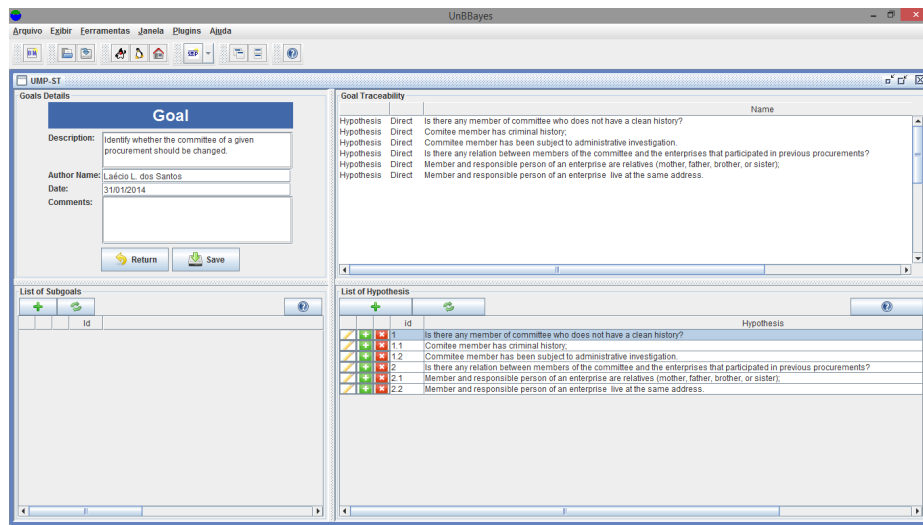 UnBBayes
Arquivo Exibir Ferramentas Janela Plugins Ajuda
UMP-ST
Goals Details
Goal
Description:
Identify whether the committee of a given
procurement should be changed.
Author Name:
Laécio L. dos Santos
Date:
31/01/2014
Comments:
Return
Save
Goal Traceability
Name
Hypothesis Direct Is there any member of committee who does not have a clean history?
Hypothesis Direct Comitee member has criminal history;
Hypothesis Direct Commitee member has been subject to administrative investigation.
Hypothesis Direct Is there any relation between members of the committee and the enterprises that participated in previous procurements?
Hypothesis Direct Member and responsible person of an enterprise are relatives (mother, father, brother, or sister);
Hypothesis Direct Member and responsible person of an enterprise live at the same address.
List of Subgoals
Id
List of Hypothesis
id Hypothesis
1 Is there any member of committee who does not have a clean history?
1.1 Comitee member has criminal history;
1.2 Commitee member has been subject to administrative investigation.
2 Is there any relation between members of the committee and the enterprises that participated in previous procurements?
2.1 Member and responsible person of an enterprise are relatives (mother, father, brother, or sister);
2.2 Member and responsible person of an enterprise live at the same address.